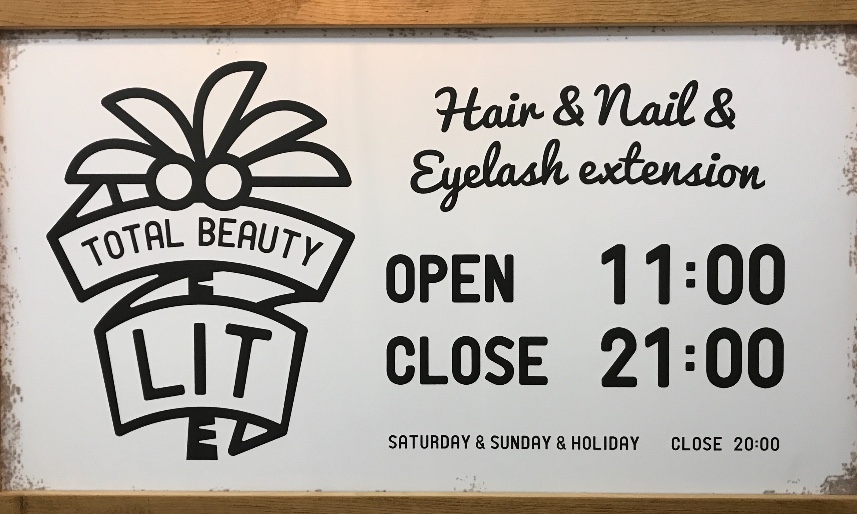 TOTAL BEAUTY
LIT
Hair & Nail &
Eyelash extension
OPEN 11:00
CLOSE 21:00
SATURDAY & SUNDAY & HOLIDAY CLOSE 20:00